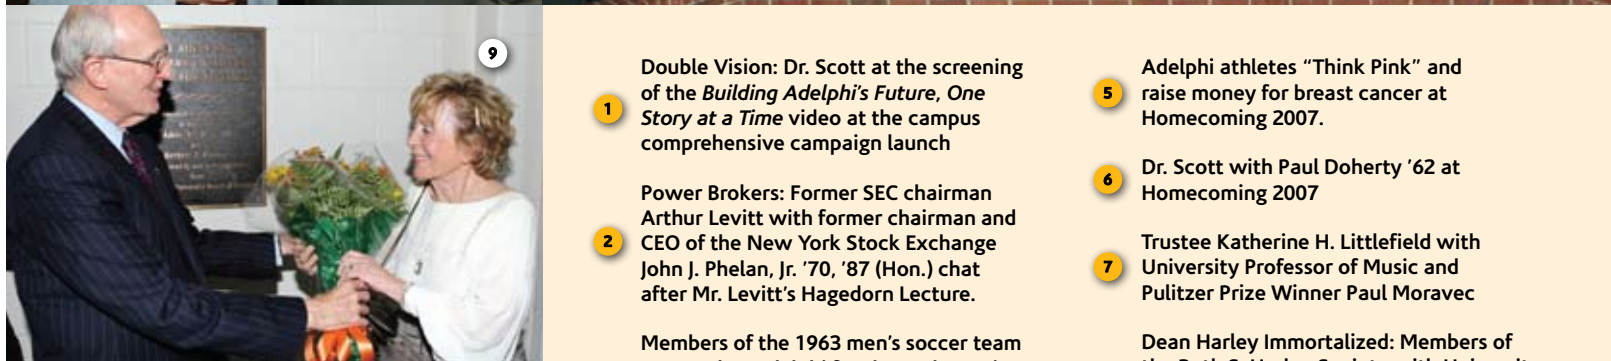 9
1
Double Vision: Dr. Scott at the screening
of the Building Adelphi’s Future, One
Story at a Time video at the campus
comprehensive campaign launch
2
Power Brokers: Former SEC chairman
Arthur Levitt with former chairman and
CEO of the New York Stock Exchange
John J. Phelan, Jr. ’70, ’87 (Hon.) chat
after Mr. Levitt’s Hagedorn Lecture.
Members of the 1963 men’s soccer team
5
Adelphi athletes “Think Pink” and
raise money for breast cancer at
Homecoming 2007.
6
Dr. Scott with Paul Doherty ’62 at
Homecoming 2007
7
Trustee Katherine H. Littlefield with
University Professor of Music and
Pulitzer Prize Winner Paul Moravec
Dean Harley Immortalized: Members of